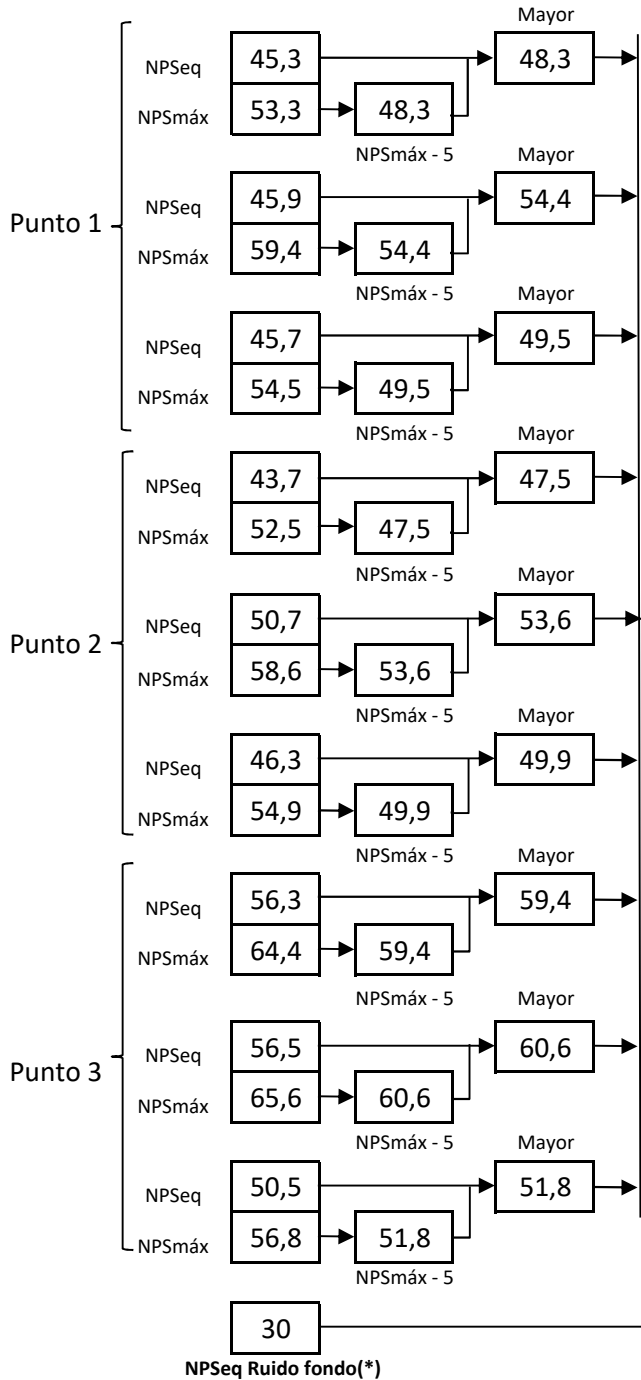 Mayor
NPSeq 45,3 48,3
NPSmáx 53,3 48,3
NPSmáx - 5 Mayor
NPSeq 45,9 54,4
Punto 1
NPSmáx 59,4 54,4
NPSmáx - 5 Mayor
NPSeq 45,7 49,5
NPSmáx 54,5 49,5
NPSmáx - 5 Mayor
NPSeq 43,7 47,5
NPSmáx 52,5 47,5
NPSmáx - 5 Mayor
NPSeq 50,7 53,6
Punto 2
NPSmáx 58,6 53,6
NPSmáx - 5 Mayor
NPSeq 46,3 49,9
NPSmáx 54,9 49,9
NPSmáx - 5 Mayor
NPSeq 56,3 59,4
NPSmáx 64,4 59,4
NPSmáx - 5 Mayor
NPSeq 56,5 60,6
Punto 3
NPSmáx 65,6 60,6
NPSmáx - 5 Mayor
NPSeq 50,5 51,8
NPSmáx 56,8 51,8
NPSmáx - 5
30
NPSeq Ruido fondo(*)